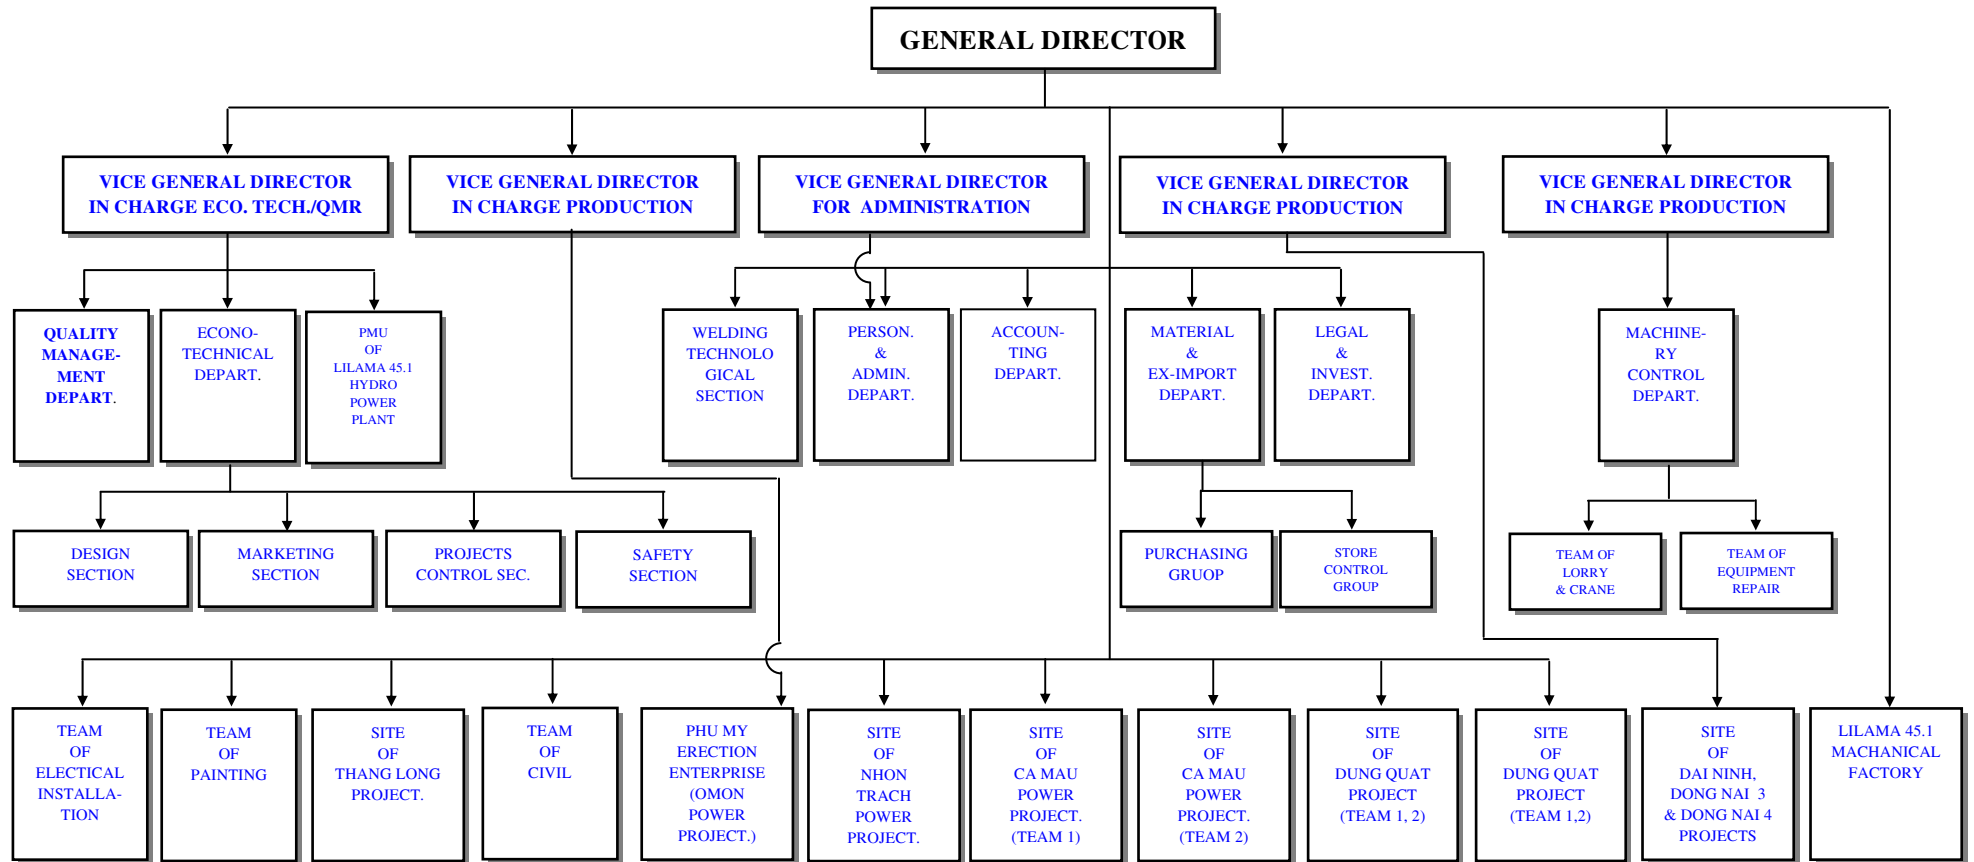 GENERAL DIRECTOR
VICE GENERAL DIRECTOR
IN CHARGE ECO. TECH./QMR
VICE GENERAL DIRECTOR
IN CHARGE PRODUCTION
VICE GENERAL DIRECTOR
FOR ADMINISTRATION
VICE GENERAL DIRECTOR
IN CHARGE PRODUCTION
VICE GENERAL DIRECTOR
IN CHARGE PRODUCTION
QUALITY
MANAGE-
MENT
DEPART.
ECONO-
TECHNICAL
DEPART.
PMU
OF
LILAMA 45.1
HYDRO
POWER
PLANT
WELDING
TECHNOLO
GICAL
SECTION
PERSON.
&
ADMIN.
DEPART.
ACCOUN-
TING
DEPART.
MATERIAL
&
EX-IMPORT
DEPART.
LEGAL
&
INVEST.
DEPART.
MACHINE-
RY
CONTROL
DEPART.
DESIGN
SECTION
MARKETING
SECTION
PROJECTS
CONTROL SEC.
SAFETY
SECTION
PURCHASING
GRUOP
STORE
CONTROL
GROUP
TEAM OF
LORRY
& CRANE
TEAM OF
EQUIPMENT
REPAIR
TEAM
OF
ELECTICAL
INSTALLA-
TION
TEAM
OF
PAINTING
SITE
OF
THANG LONG
PROJECT.
TEAM
OF
CIVIL
PHU MY
ERECTION
ENTERPRISE
(OMON
POWER
PROJECT.)
SITE
OF
NHON
TRACH
POWER
PROJECT.
SITE
OF
CA MAU
POWER
PROJECT.
(TEAM 1)
SITE
OF
CA MAU
POWER
PROJECT.
(TEAM 2)
SITE
OF
DUNG QUAT
PROJECT
(TEAM 1, 2)
SITE
OF
DUNG QUAT
PROJECT
(TEAM 1,2)
SITE
OF
DAI NINH,
DONG NAI 3
& DONG NAI 4
PROJECTS
LILAMA 45.1
MACHANICAL
FACTORY